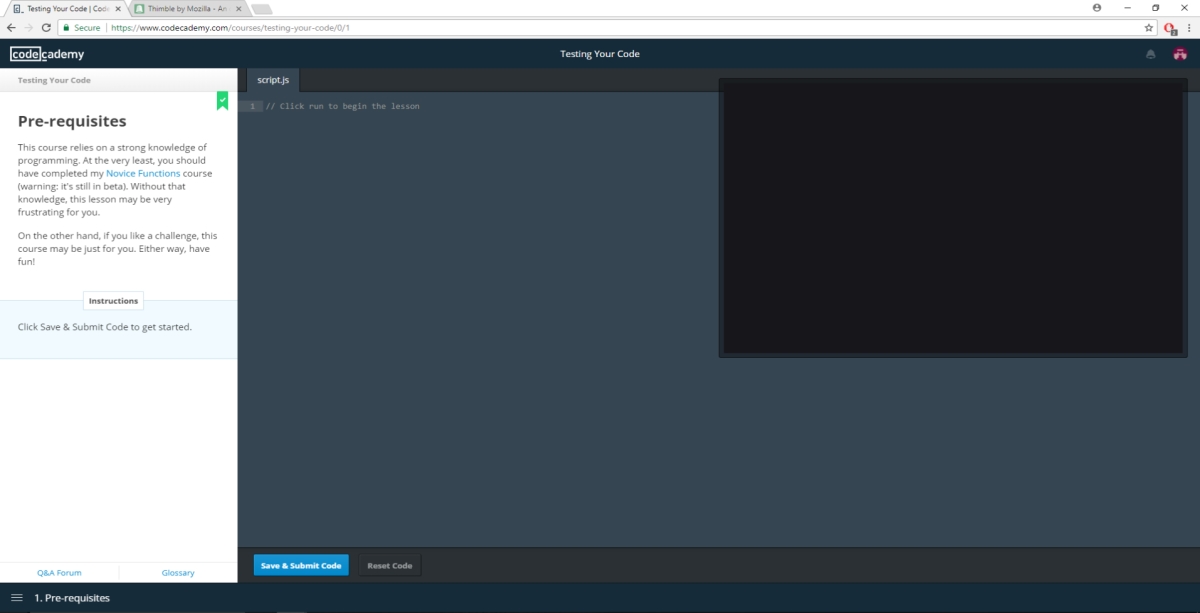 Testing Your Code | Code
Thimble by Mozilla - An
Secure | https://www.codecademy.com/courses/testing-your-code/0/1
codecademy
Testing Your Code
Testing Your Code
script.js
Pre-requisites
1 // Click run to begin the lesson
This course relies on a strong knowledge of
programming. At the very least, you should
have completed my Novice Functions course
(warning: it's still in beta). Without that
knowledge, this lesson may be very
frustrating for you.
On the other hand, if you like a challenge, this
course may be just for you. Either way, have
fun!
Instructions
Click Save & Submit Code to get started.
Q&A Forum
Glossary
Save & Submit Code
Reset Code
1. Pre-requisites